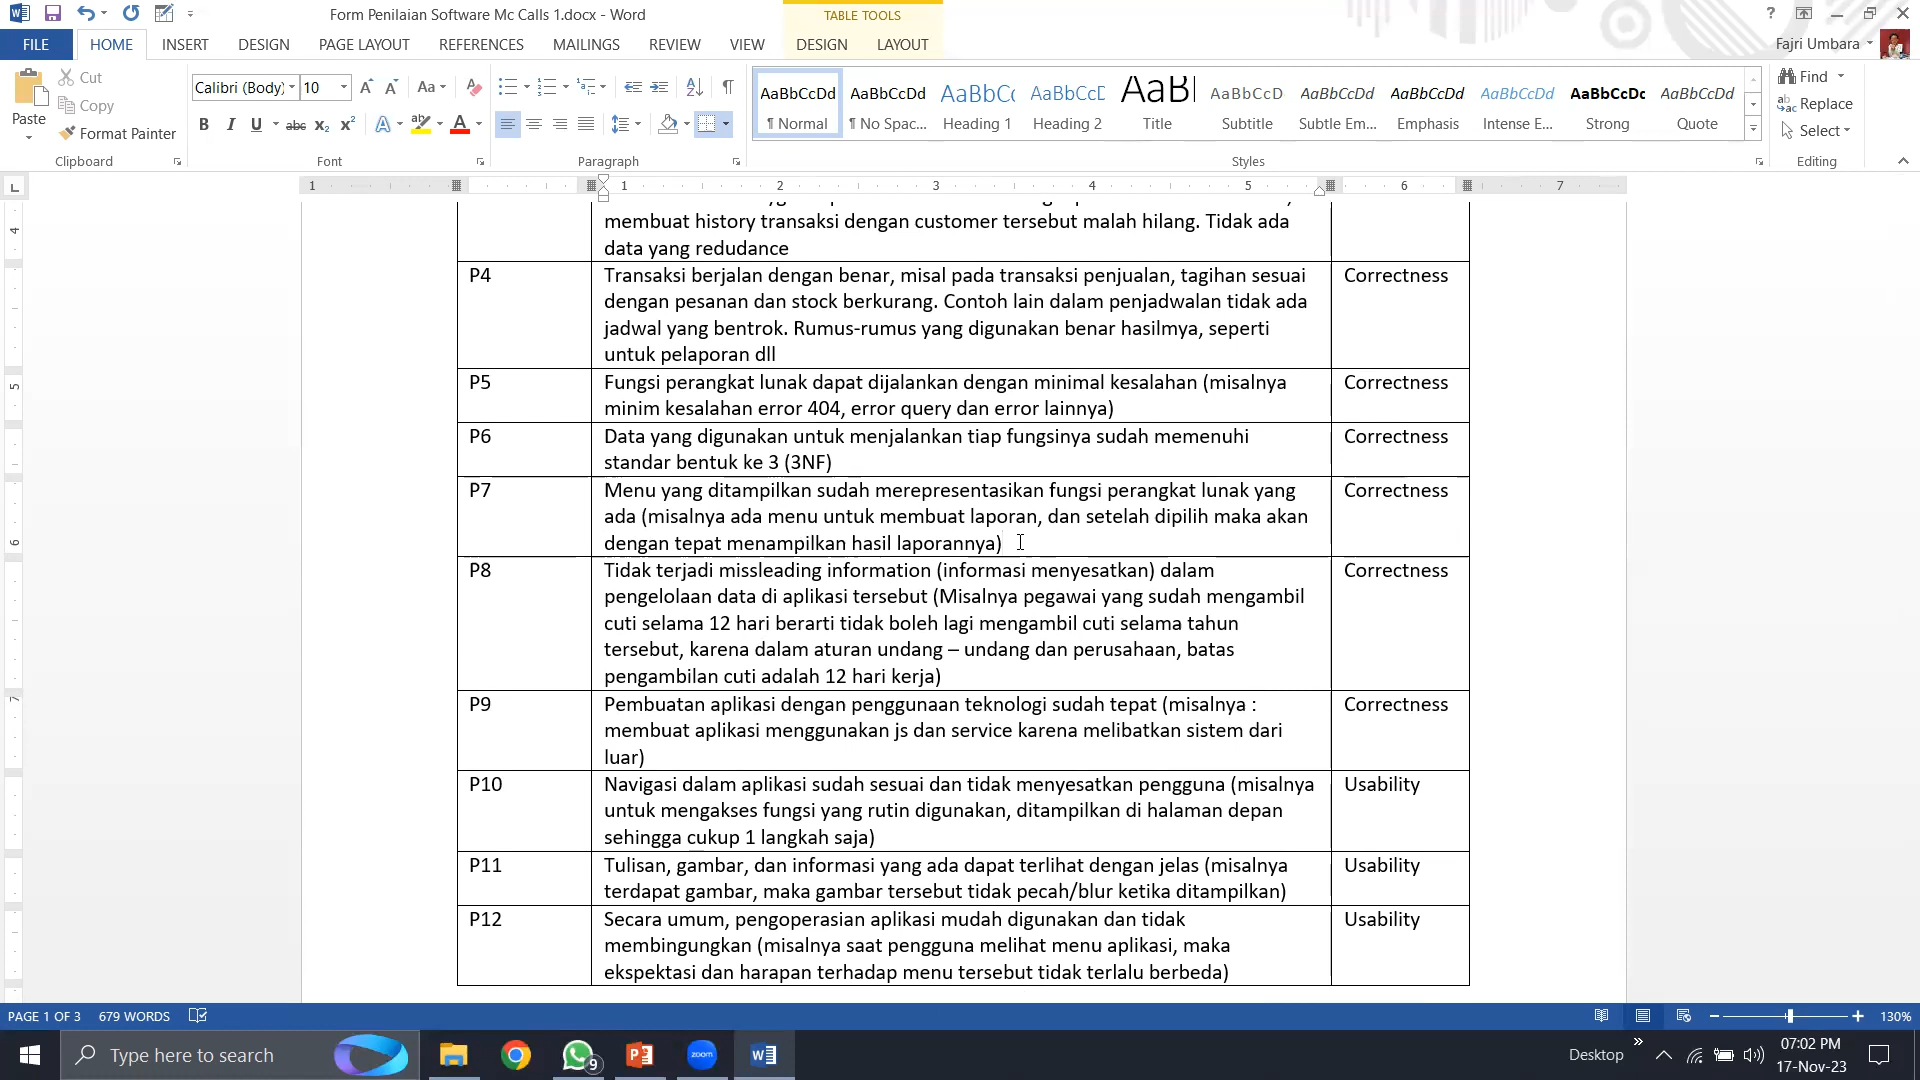 Form Penilaian Software Mc Calls 1.docx - Word
TABLE TOOLS
FILE
HOME
INSERT
DESIGN
PAGE LAYOUT
REFERENCES
MAILINGS
REVIEW
VIEW
DESIGN
LAYOUT
Fajri Umbara
Paste
Cut
Copy
Format Painter
Clipboard
Calibri (Body)
10
Font
Paragraph
AaBbCcDd
¶ Normal
AaBbCcDd
¶ No Spac...
AaBbCc
Heading 1
AaBbCcC
Heading 2
AaBl
Title
AaBbCcD
Subtitle
AaBbCcDd
Subtle Em...
AaBbCcDd
Emphasis
AaBbCcDd
Intense E...
AaBbCcDc
Strong
AaBbCcDd
Quote
Styles
Find
Replace
Select
Editing
1 1 2 3 4 5 6 7
membuat history transaksi dengan customer tersebut malah hilang. Tidak ada
data yang redudance
P4
Transaksi berjalan dengan benar, misal pada transaksi penjualan, tagihan sesuai
dengan pesanan dan stock berkurang. Contoh lain dalam penjadwalan tidak ada
jadwal yang bentrok. Rumus-rumus yang digunakan benar hasilmya, seperti
untuk pelaporan dll
Correctness
P5
Fungsi perangkat lunak dapat dijalankan dengan minimal kesalahan (misalnya
minim kesalahan error 404, error query dan error lainnya)
Correctness
P6
Data yang digunakan untuk menjalankan tiap fungsinya sudah memenuhi
standar bentuk ke 3 (3NF)
Correctness
P7
Menu yang ditampilkan sudah merepresentasikan fungsi perangkat lunak yang
ada (misalnya ada menu untuk membuat laporan, dan setelah dipilih maka akan
dengan tepat menampilkan hasil laporannya)
Correctness
P8
Tidak terjadi missleading information (informasi menyesatkan) dalam
pengelolaan data di aplikasi tersebut (Misalnya pegawai yang sudah mengambil
cuti selama 12 hari berarti tidak boleh lagi mengambil cuti selama tahun
tersebut, karena dalam aturan undang – undang dan perusahaan, batas
pengambilan cuti adalah 12 hari kerja)
Correctness
P9
Pembuatan aplikasi dengan penggunaan teknologi sudah tepat (misalnya :
membuat aplikasi menggunakan js dan service karena melibatkan sistem dari
luar)
Correctness
P10
Navigasi dalam aplikasi sudah sesuai dan tidak menyesatkan pengguna (misalnya
untuk mengakses fungsi yang rutin digunakan, ditampilkan di halaman depan
sehingga cukup 1 langkah saja)
Usability
P11
Tulisan, gambar, dan informasi yang ada dapat terlihat dengan jelas (misalnya
terdapat gambar, maka gambar tersebut tidak pecah/blur ketika ditampilkan)
Usability
P12
Secara umum, pengoperasian aplikasi mudah digunakan dan tidak
membingungkan (misalnya saat pengguna melihat menu aplikasi, maka
ekspektasi dan harapan terhadap menu tersebut tidak terlalu berbeda)
Usability
PAGE 1 OF 3
679 WORDS
130%
Type here to search
9
zoom
Desktop
07:02 PM
17-Nov-23